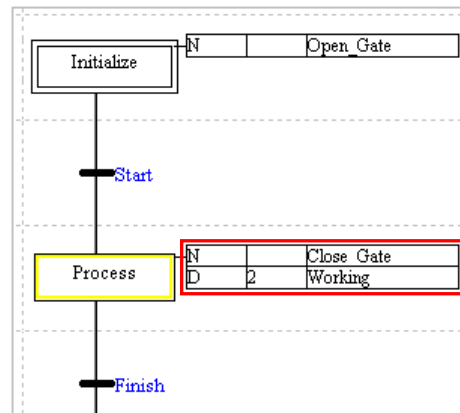 Initialize
N Open_Gate
Start
Process
N Close_Gate
D 2 Working
Finish